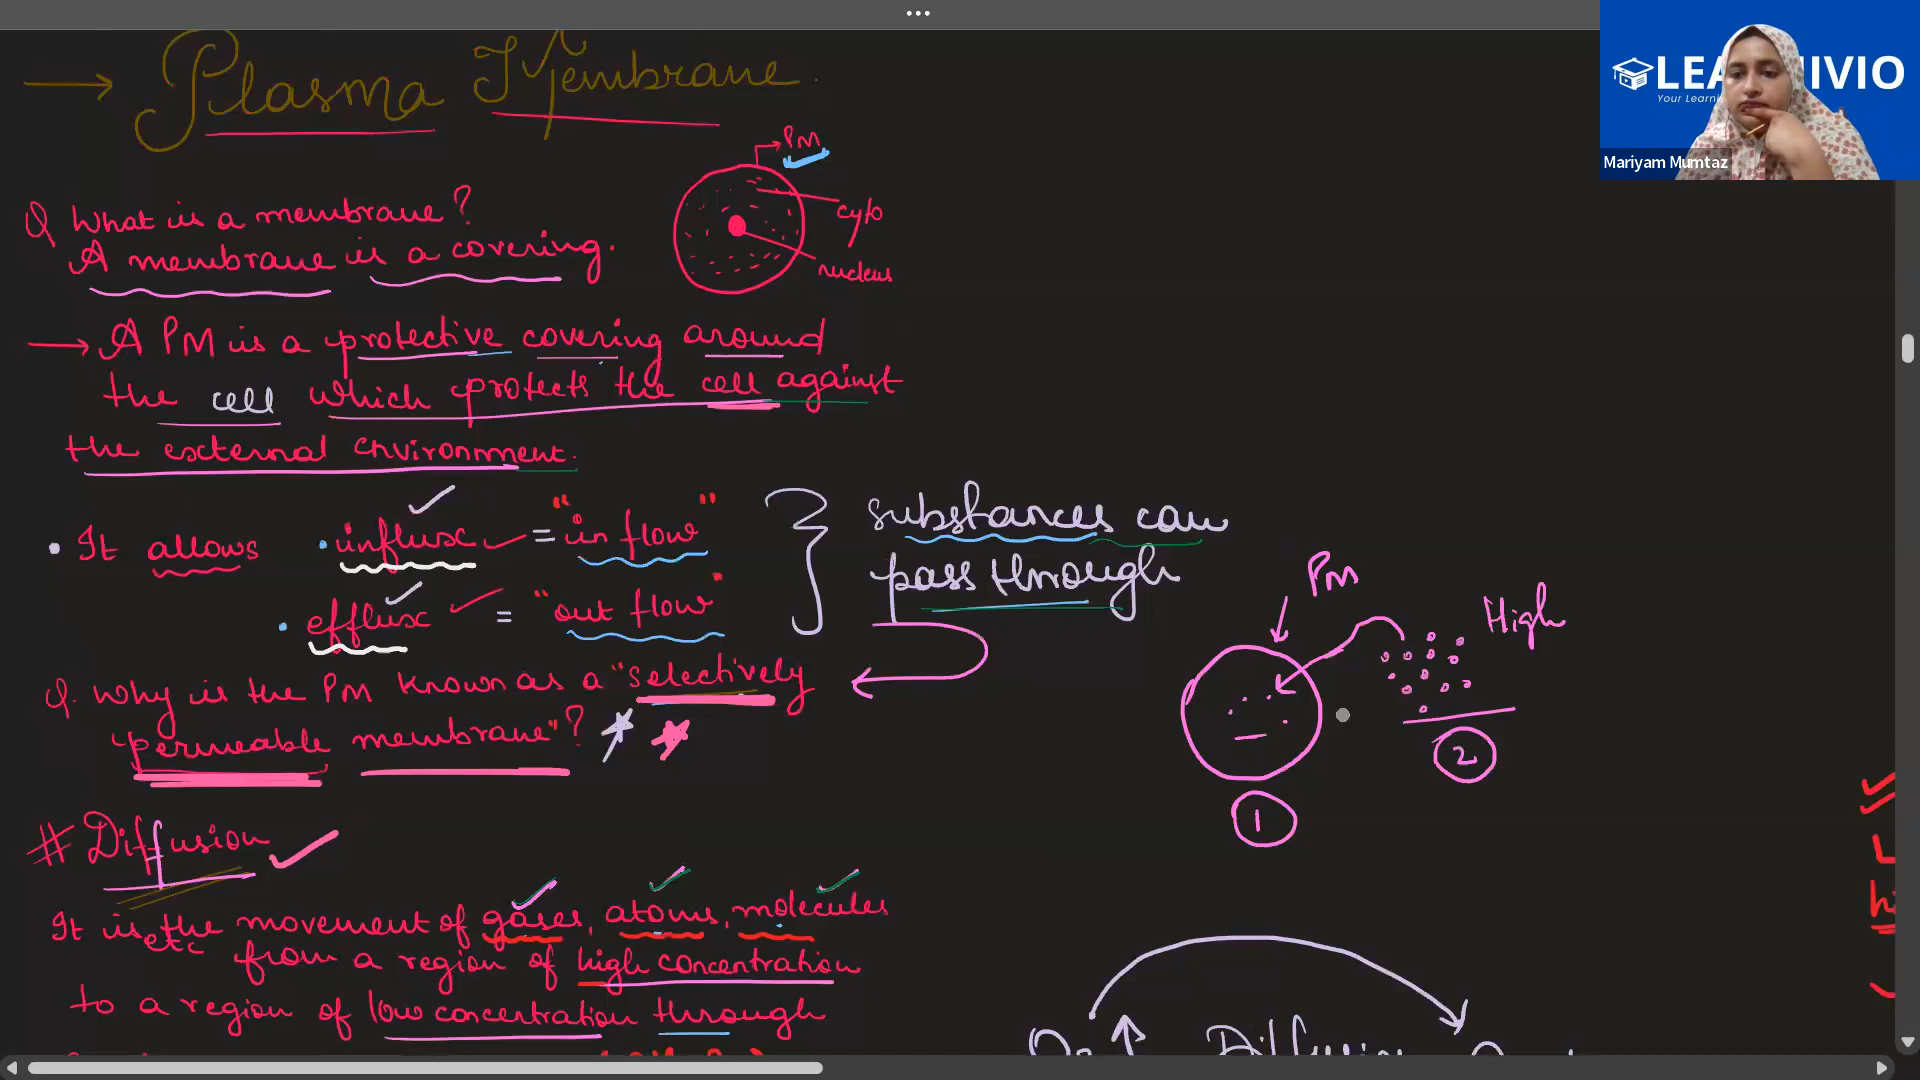 → Plasma Membrane.
PM
cyto
nucleus
Q What is a membrane?
A membrane is a covering.
→ A PM is a protective covering around
the cell which protects the cell against
the external environment.
• It allows • influx = "in flow"
• efflux = "out flow"
substances can
pass through
Q. Why is the PM known as a "selectively
permeable membrane"?
PM
High
1
2
# Diffusion
It is the movement of gases, atoms, molecules
etc from a region of high concentration
to a region of low concentration through
Your Learni
Mariyam Mumtaz